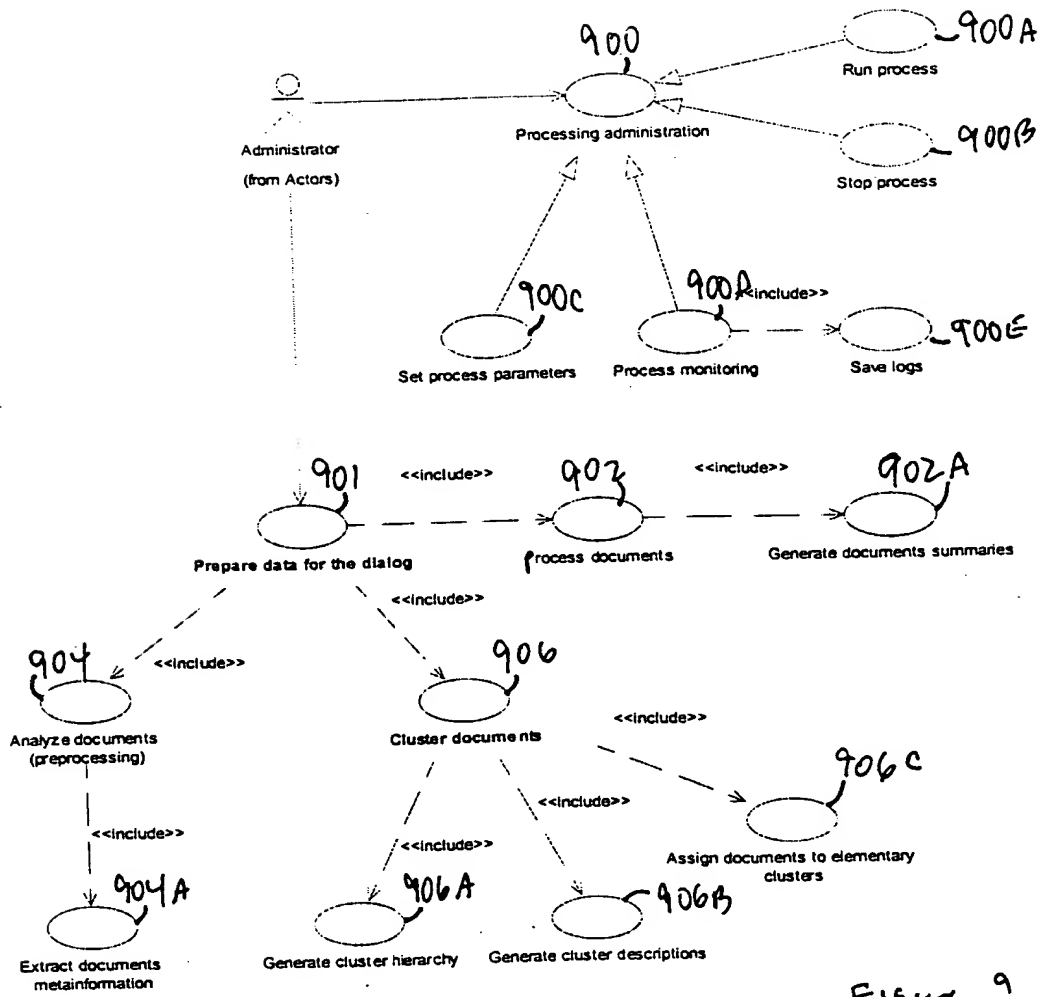 900
900A
Run process
Administrator
(from Actors)
Processing administration
900B
Stop process
900C
900D
<<include>>
900E
Set process parameters
Process monitoring
Save logs
901
<<include>>
902
<<include>>
902A
Prepare data for the dialog
process documents
Generate documents summaries
<<include>>
904
<<include>>
906
<<include>>
Analyze documents
(preprocessing)
Cluster documents
906C
<<include>>
<<include>>
<<include>>
Assign documents to elementary
clusters
904A
906A
906B
Extract documents
metainformation
Generate cluster hierarchy
Generate cluster descriptions
Figure 9